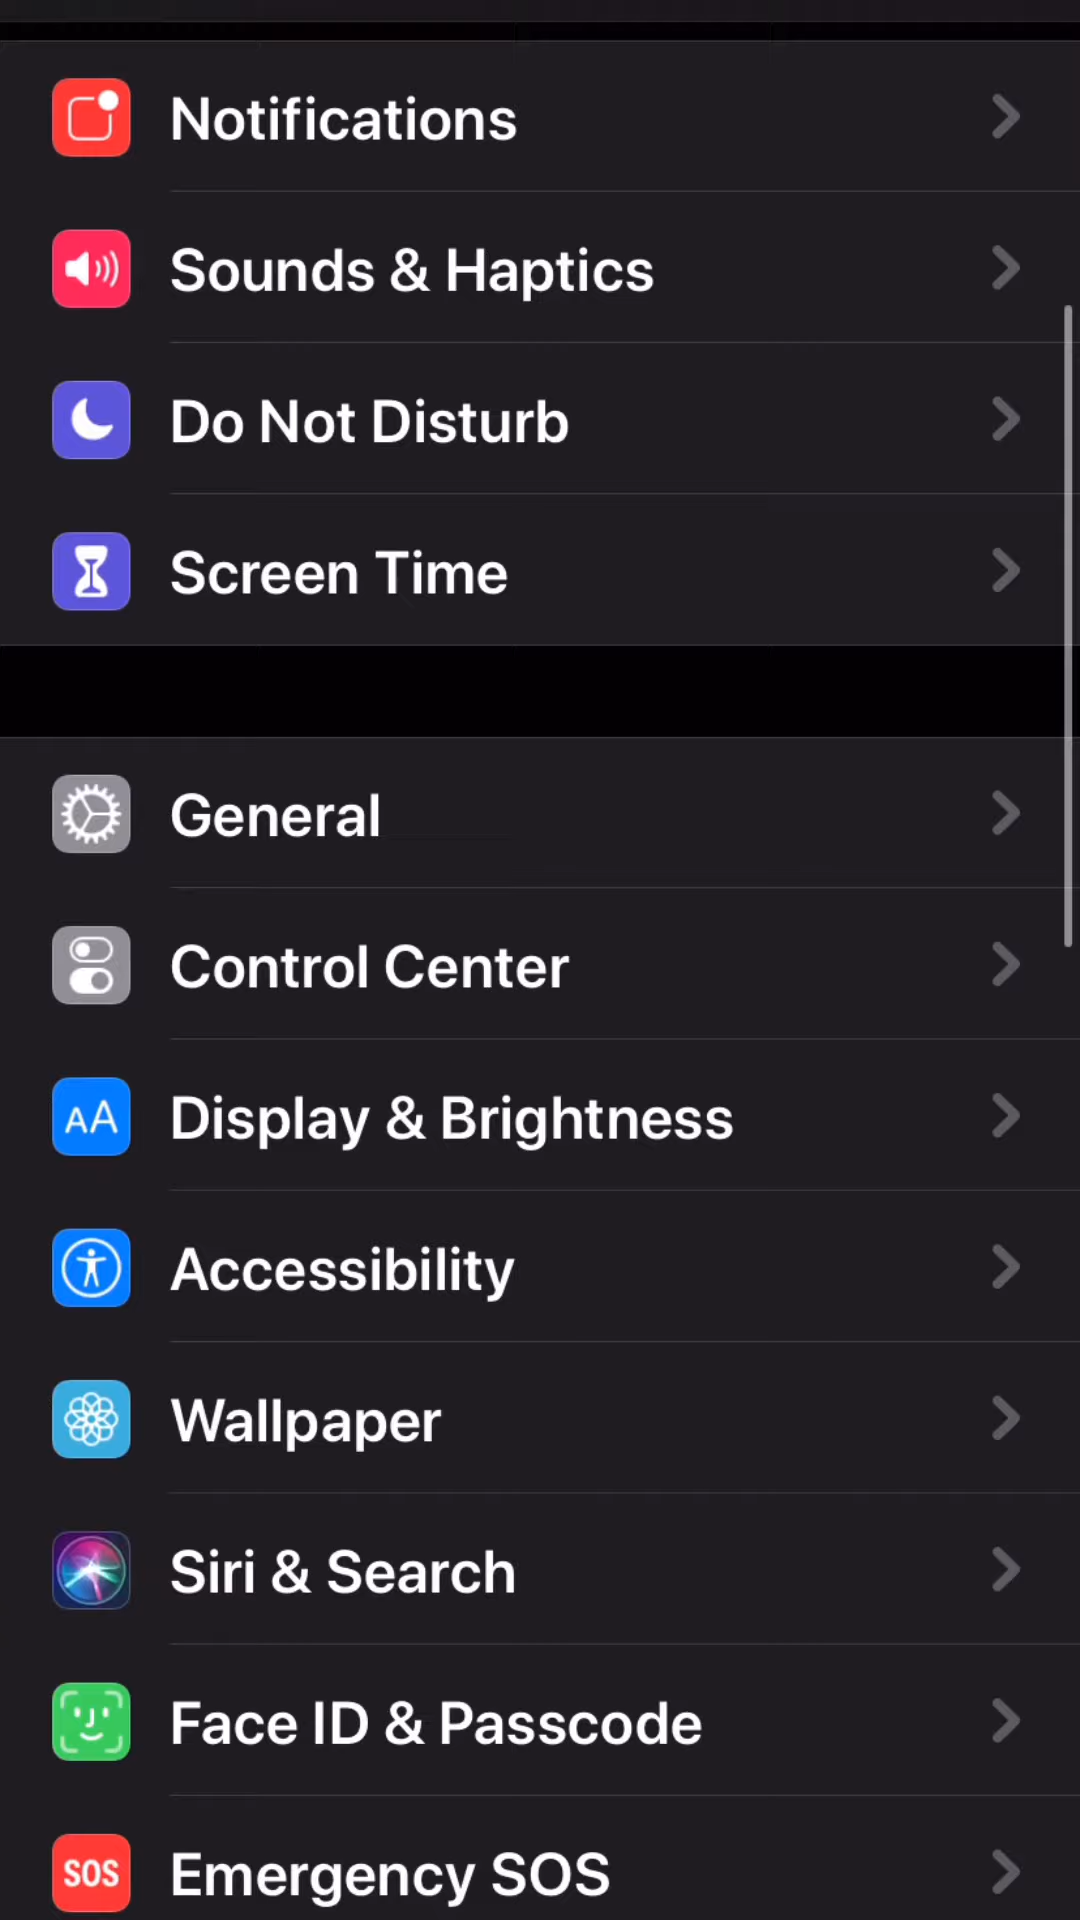 Notifications
Sounds & Haptics
Do Not Disturb
Screen Time
General
Control Center
AA Display & Brightness
Accessibility
Wallpaper
Siri & Search
Face ID & Passcode
SOS Emergency SOS